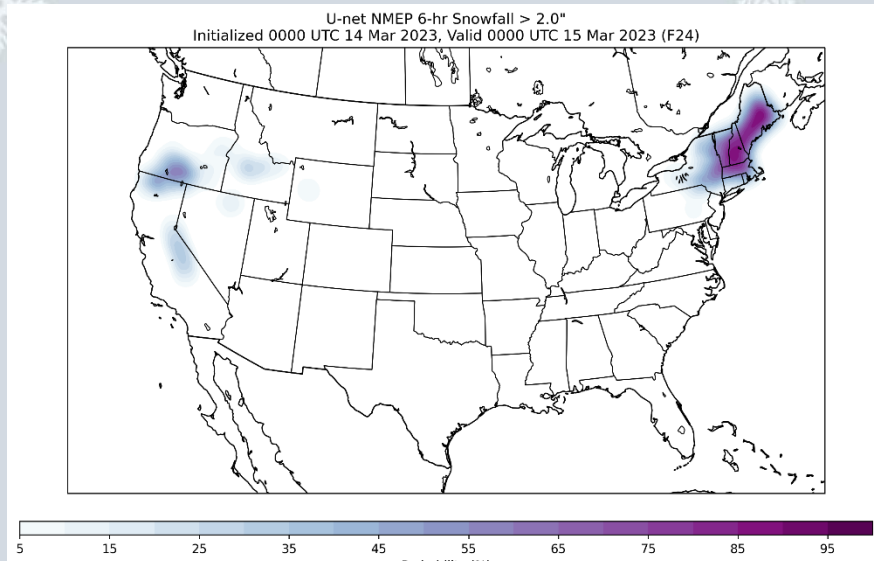 U-net NMEP 6-hr Snowfall > 2.0"
Initialized 0000 UTC 14 Mar 2023, Valid 0000 UTC 15 Mar 2023 (F24)
5 15 25 35 45 55 65 75 85 95